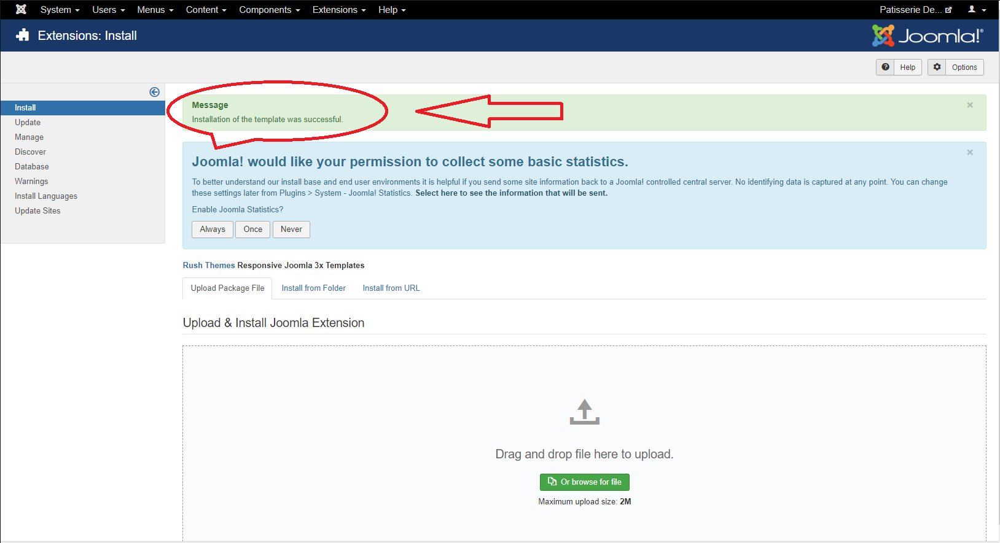 System Users Menus Content Components Extensions Help Patisserie De...
Extensions: Install
Joomla!®
Help Options
Install
Update
Manage
Discover
Database
Warnings
Install Languages
Update Sites
Message
Installation of the template was successful.
Joomla! would like your permission to collect some basic statistics.
To better understand our install base and end user environments it is helpful if you send some site information back to a Joomla! controlled central server. No identifying data is captured at any point. You can change
these settings later from Plugins > System - Joomla! Statistics. Select here to see the information that will be sent.
Enable Joomla Statistics?
Always Once Never
Rush Themes Responsive Joomla 3x Templates
Upload Package File Install from Folder Install from URL
Upload & Install Joomla Extension
Drag and drop file here to upload.
Or browse for file
Maximum upload size: 2M